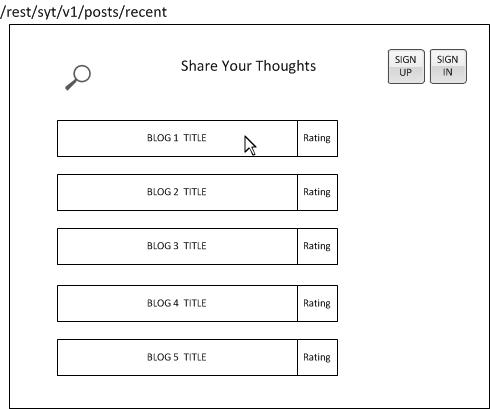 /rest/syt/v1/posts/recent
Share Your Thoughts
SIGN UP
SIGN IN
BLOG 1 TITLE Rating
BLOG 2 TITLE Rating
BLOG 3 TITLE Rating
BLOG 4 TITLE Rating
BLOG 5 TITLE Rating